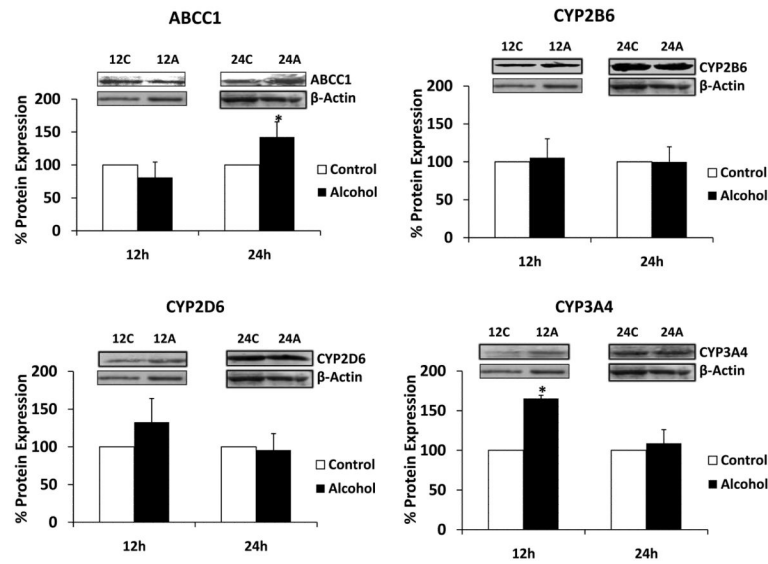 ABCC1
12C 12A 24C 24A
ABCC1
β-Actin
200
150
100
50
0
% Protein Expression
*
Control
Alcohol
12h 24h
CYP2B6
12C 12A 24C 24A
CYP2B6
β-Actin
200
150
100
50
0
% Protein Expression
Control
Alcohol
12h 24h
CYP2D6
12C 12A 24C 24A
CYP2D6
β-Actin
200
150
100
50
0
% Protein Expression
Control
Alcohol
12h 24h
CYP3A4
12C 12A 24C 24A
CYP3A4
β-Actin
200
150
100
50
0
% Protein Expression
*
Control
Alcohol
12h 24h